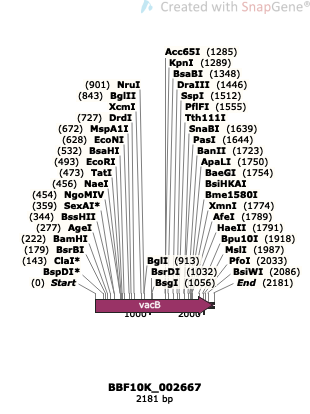 Created with SnapGene®
Acc65I (1285)
KpnI (1289)
BsaBI (1348)
(901) NruI DraIII (1446)
(843) BglII SspI (1512)
XcmI PflFI (1555)
(727) DrdI Tth111I
(672) MspA1I SnaBI (1639)
(628) EcoNI PasI (1644)
(532) BsaHI BanII (1723)
(493) EcoRI ApaLI (1750)
(473) TatI BaeGI (1754)
(456) NaeI BsiHKAI
(454) NgoMIV Bme1580I
(359) SexAI* XmnI (1774)
(344) BssHII AfeI (1789)
(277) AgeI HaeII (1791)
(222) BamHI Bpu10I (1918)
(179) BsrBI MslI (1987)
(143) ClaI* BglI (913) PfoI (2033)
BspDI* BsrDI (1032) BsiWI (2086)
(0) Start BsgI (1056) End (2181)
vacB
BBF10K_002667
2181 bp